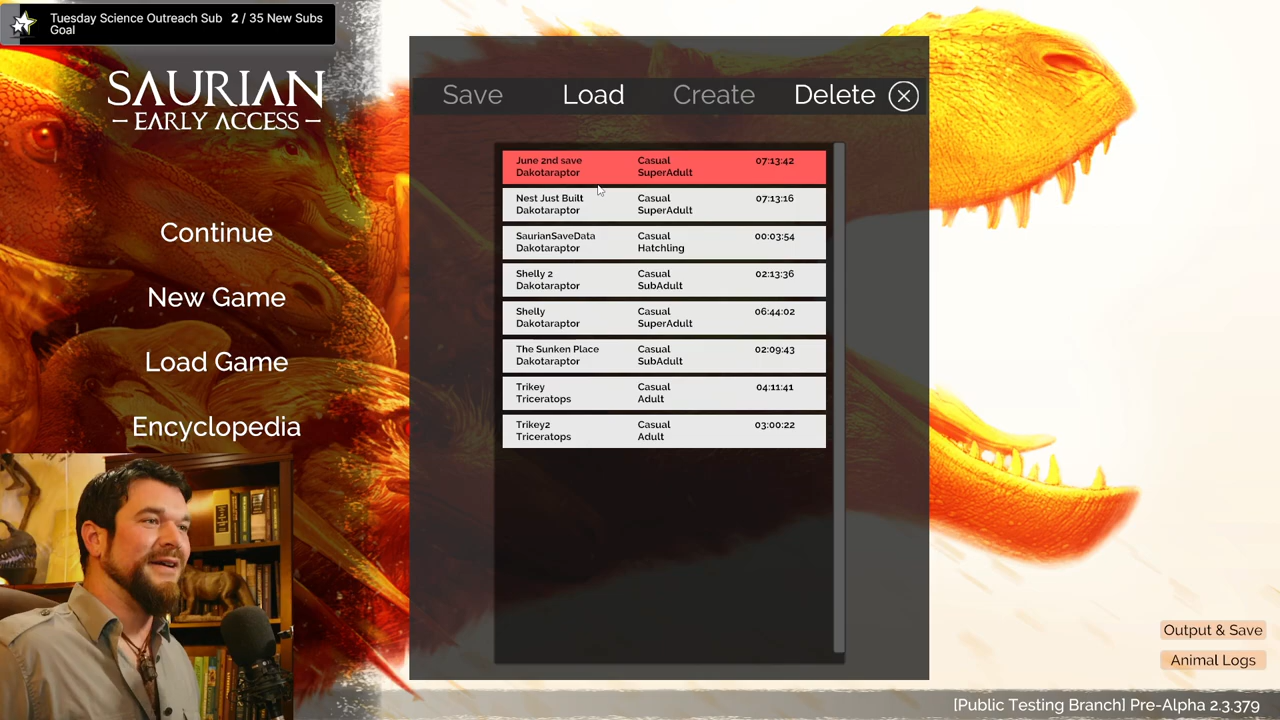 Tuesday Science Outreach Sub Goal
2 / 35 New Subs
SAURIAN
EARLY ACCESS
Continue
New Game
Load Game
Encyclopedia
Save Load Create Delete
June 2nd save Casual 07:13:42
Dakotaraptor SuperAdult
Nest Just Built Casual 07:13:16
Dakotaraptor SuperAdult
SaurianSaveData Casual 00:03:54
Dakotaraptor Hatchling
Shelly 2 Casual 02:13:36
Dakotaraptor SubAdult
Shelly Casual 06:44:02
Dakotaraptor SuperAdult
The Sunken Place Casual 02:09:43
Dakotaraptor SubAdult
Trikey Casual 04:11:41
Triceratops Adult
Trikey2 Casual 03:00:22
Triceratops Adult
Output & Save
Animal Logs
[Public Testing Branch] Pre-Alpha 2.3.379